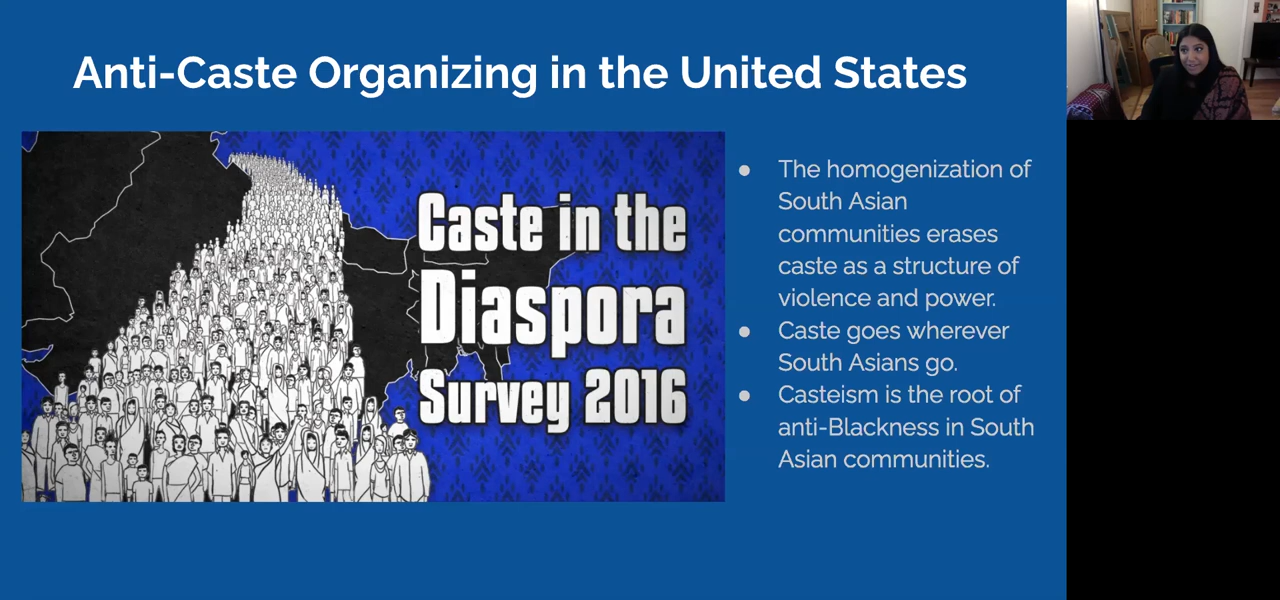 Anti-Caste Organizing in the United States
Caste in the
Diaspora
Survey 2016
● The homogenization of
South Asian
communities erases
caste as a structure of
violence and power.
● Caste goes wherever
South Asians go.
● Casteism is the root of
anti-Blackness in South
Asian communities.